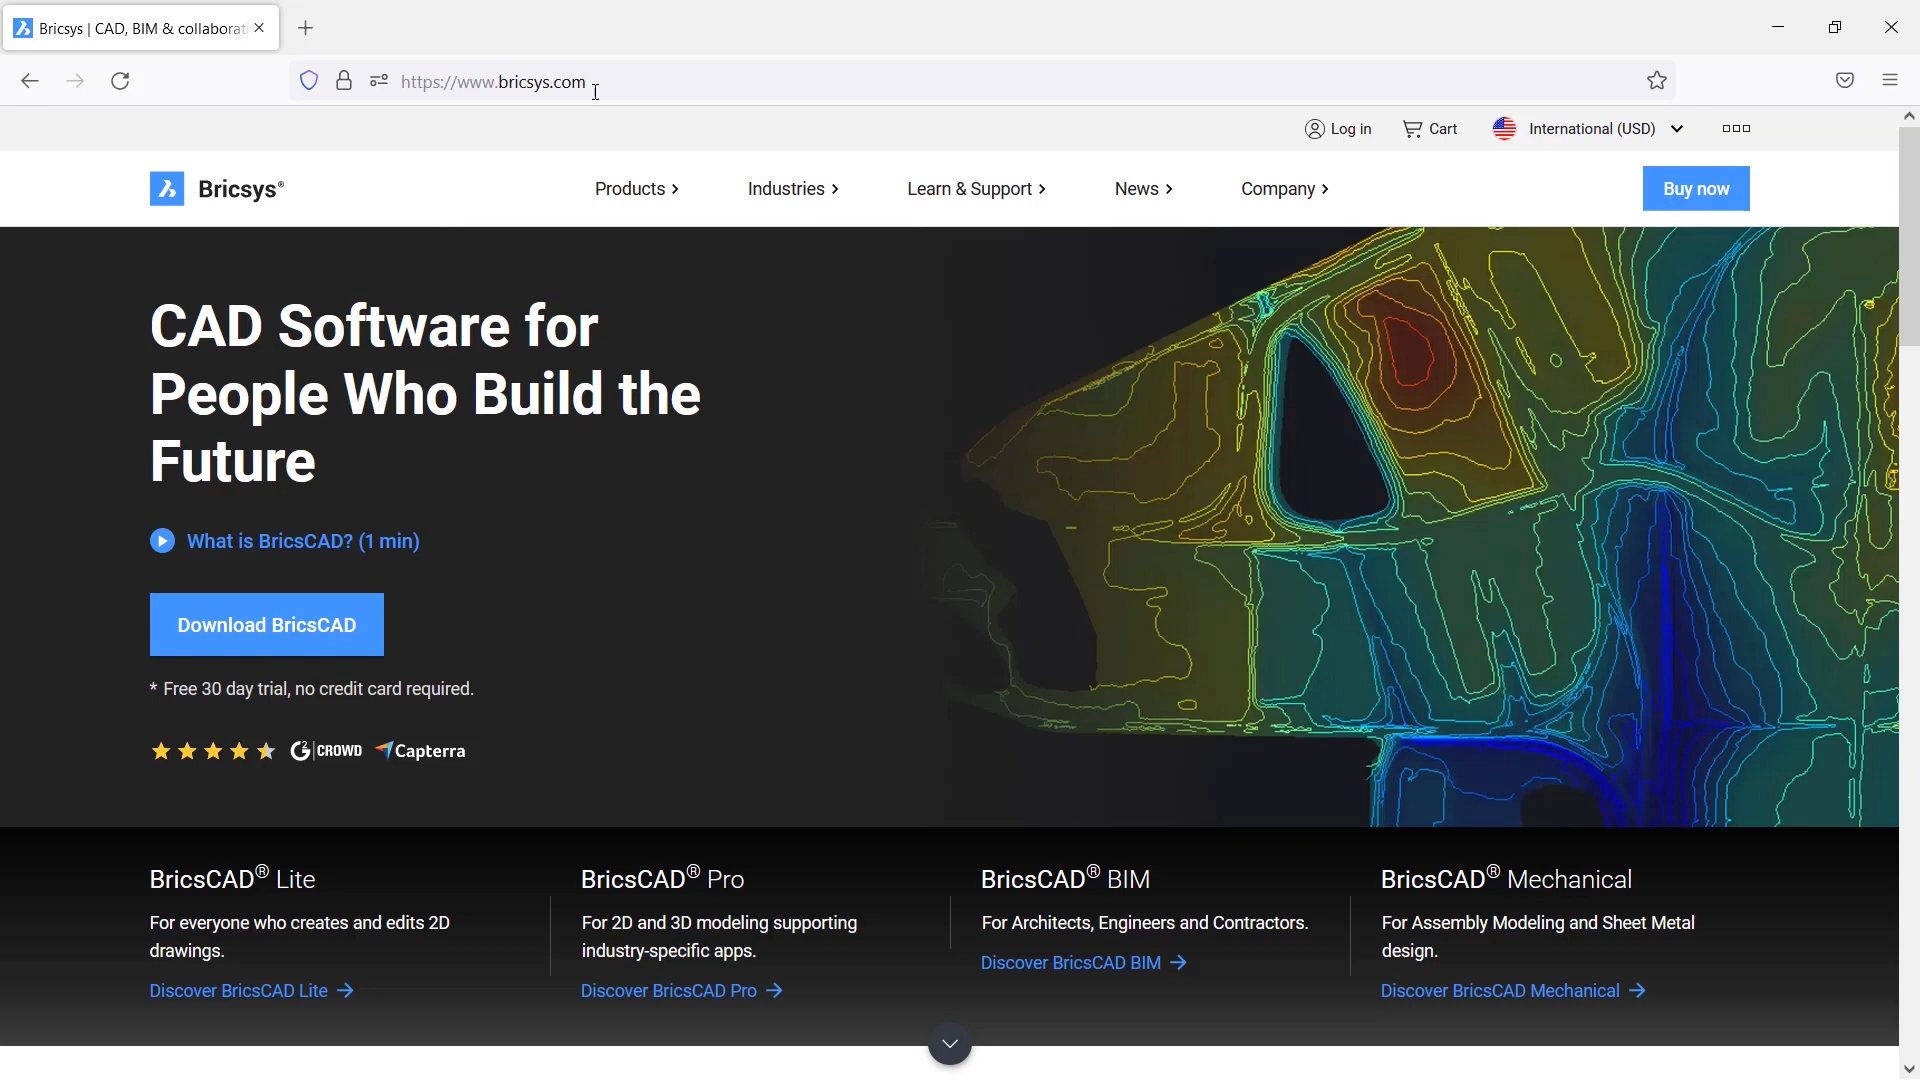 Bricsys | CAD, BIM & collaborati
https://www.bricsys.com
Log in
Cart
International (USD)
Bricsys®
Products
Industries
Learn & Support
News
Company
Buy now
CAD Software for
People Who Build the
Future
What is BricsCAD? (1 min)
Download BricsCAD
* Free 30 day trial, no credit card required.
G2 | CROWD
Capterra
BricsCAD® Lite
For everyone who creates and edits 2D
drawings.
Discover BricsCAD Lite
BricsCAD® Pro
For 2D and 3D modeling supporting
industry-specific apps.
Discover BricsCAD Pro
BricsCAD® BIM
For Architects, Engineers and Contractors.
Discover BricsCAD BIM
BricsCAD® Mechanical
For Assembly Modeling and Sheet Metal
design.
Discover BricsCAD Mechanical